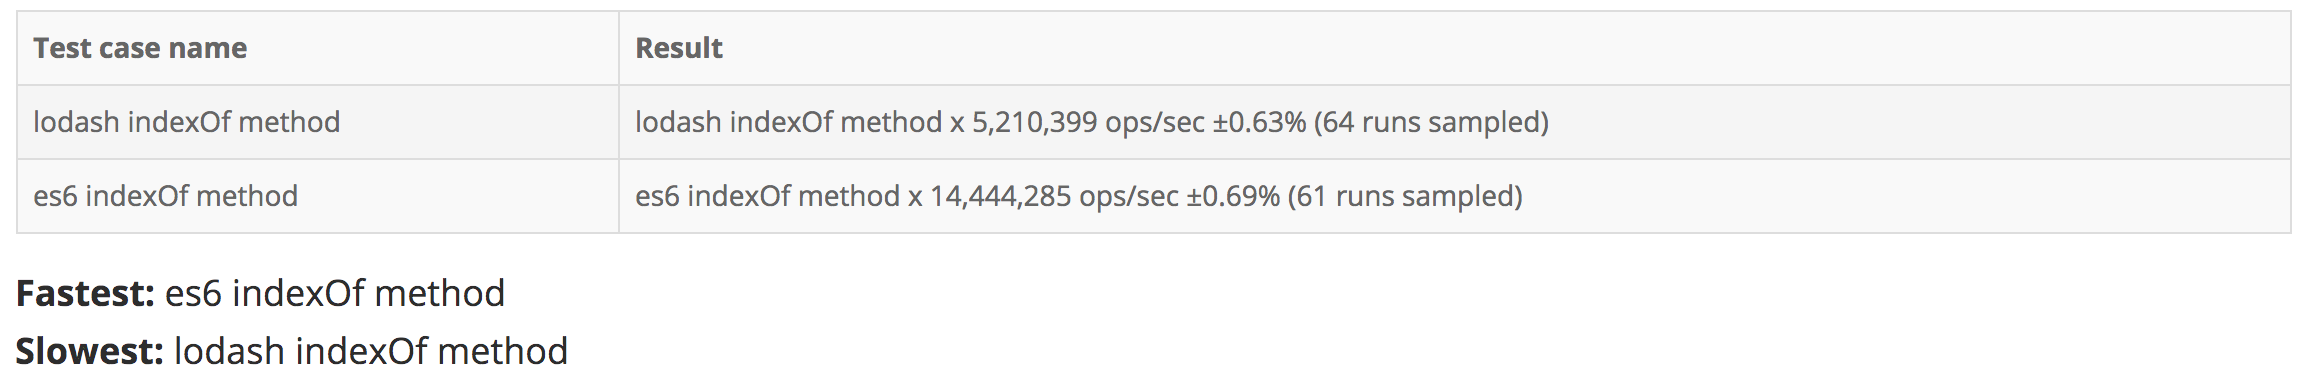 Test case name Result
lodash indexOf method lodash indexOf method x 5,210,399 ops/sec ±0.63% (64 runs sampled)
es6 indexOf method es6 indexOf method x 14,444,285 ops/sec ±0.69% (61 runs sampled)
Fastest: es6 indexOf method
Slowest: lodash indexOf method